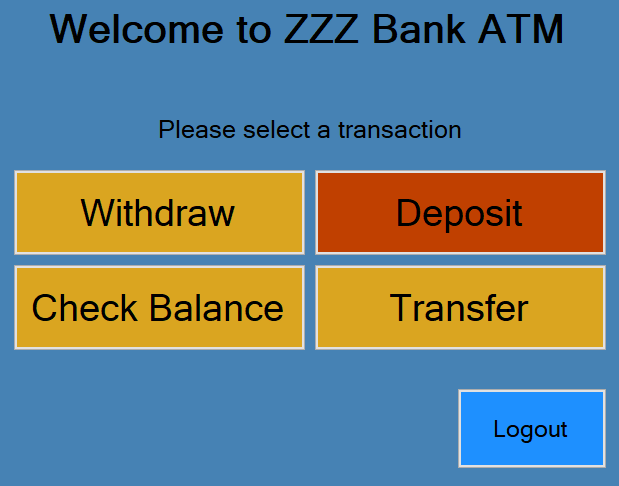 Welcome to ZZZ Bank ATM
Please select a transaction
Withdraw
Deposit
Check Balance
Transfer
Logout